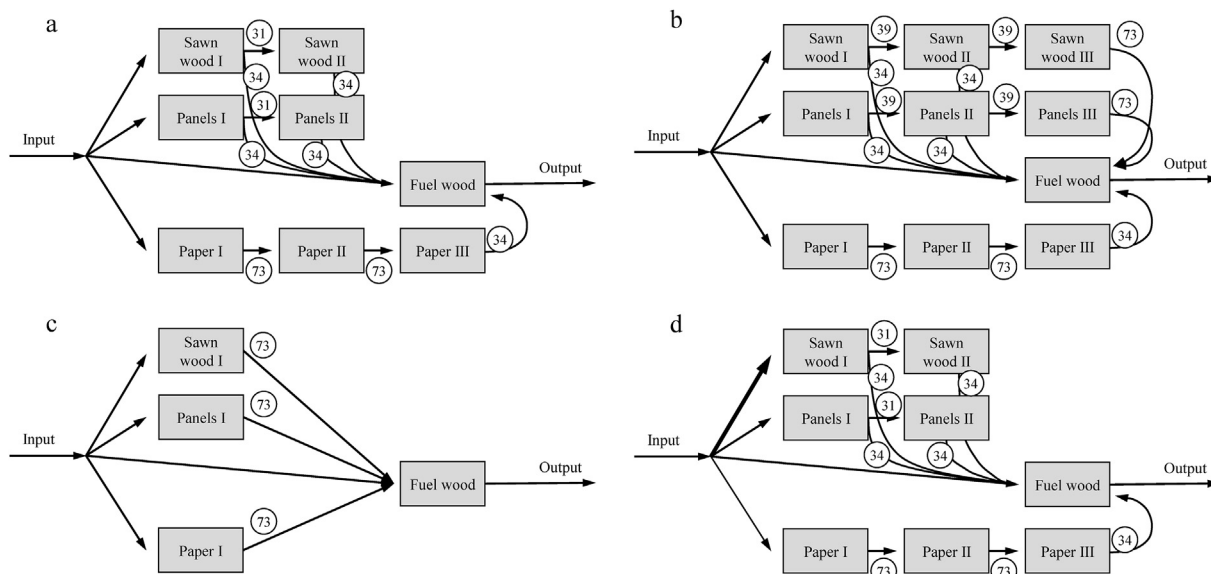 a
31
Sawn
wood I
Sawn
wood II
34
34
31
Panels I
Panels II
Input
34
34
Output
Fuel wood
Paper I
Paper II
Paper III
34
73
73
b
39
39
73
Sawn
wood I
Sawn
wood II
Sawn
wood III
34
34
39
39
73
Panels I
Panels II
Panels III
Input
34
34
Output
Fuel wood
Paper I
Paper II
Paper III
34
73
73
c
Sawn
wood I
73
73
Panels I
Input
Output
Fuel wood
73
Paper I
d
31
Sawn
wood I
Sawn
wood II
34
34
31
Panels I
Panels II
Input
34
34
Output
Fuel wood
Paper I
Paper II
Paper III
34
73
73